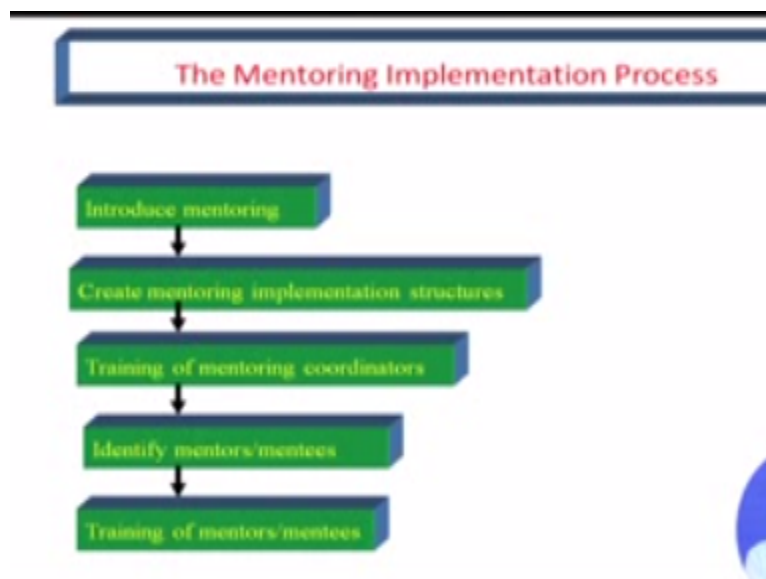 The Mentoring Implementation Process
Introduce mentoring
Create mentoring implementation structures
Training of mentoring coordinators
Identify mentors/mentees
Training of mentors/mentees